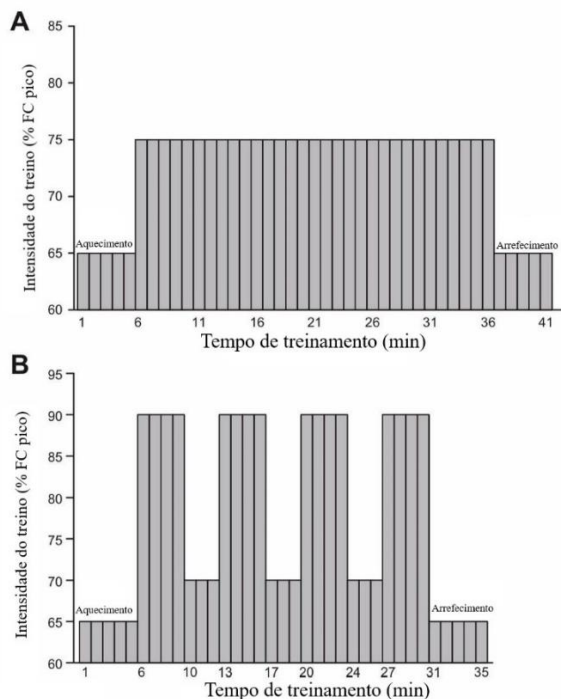 A
Intensidade do treino (% FC pico)
85
80
75
70
65
60
Aquecimento
Arrefecimento
1 6 11 16 21 26 31 36 41
Tempo de treinamento (min)
B
Intensidade do treino (% FC pico)
95
90
85
80
75
70
65
60
Aquecimento
Arrefecimento
1 6 10 13 17 20 24 27 31 35
Tempo de treinamento (min)